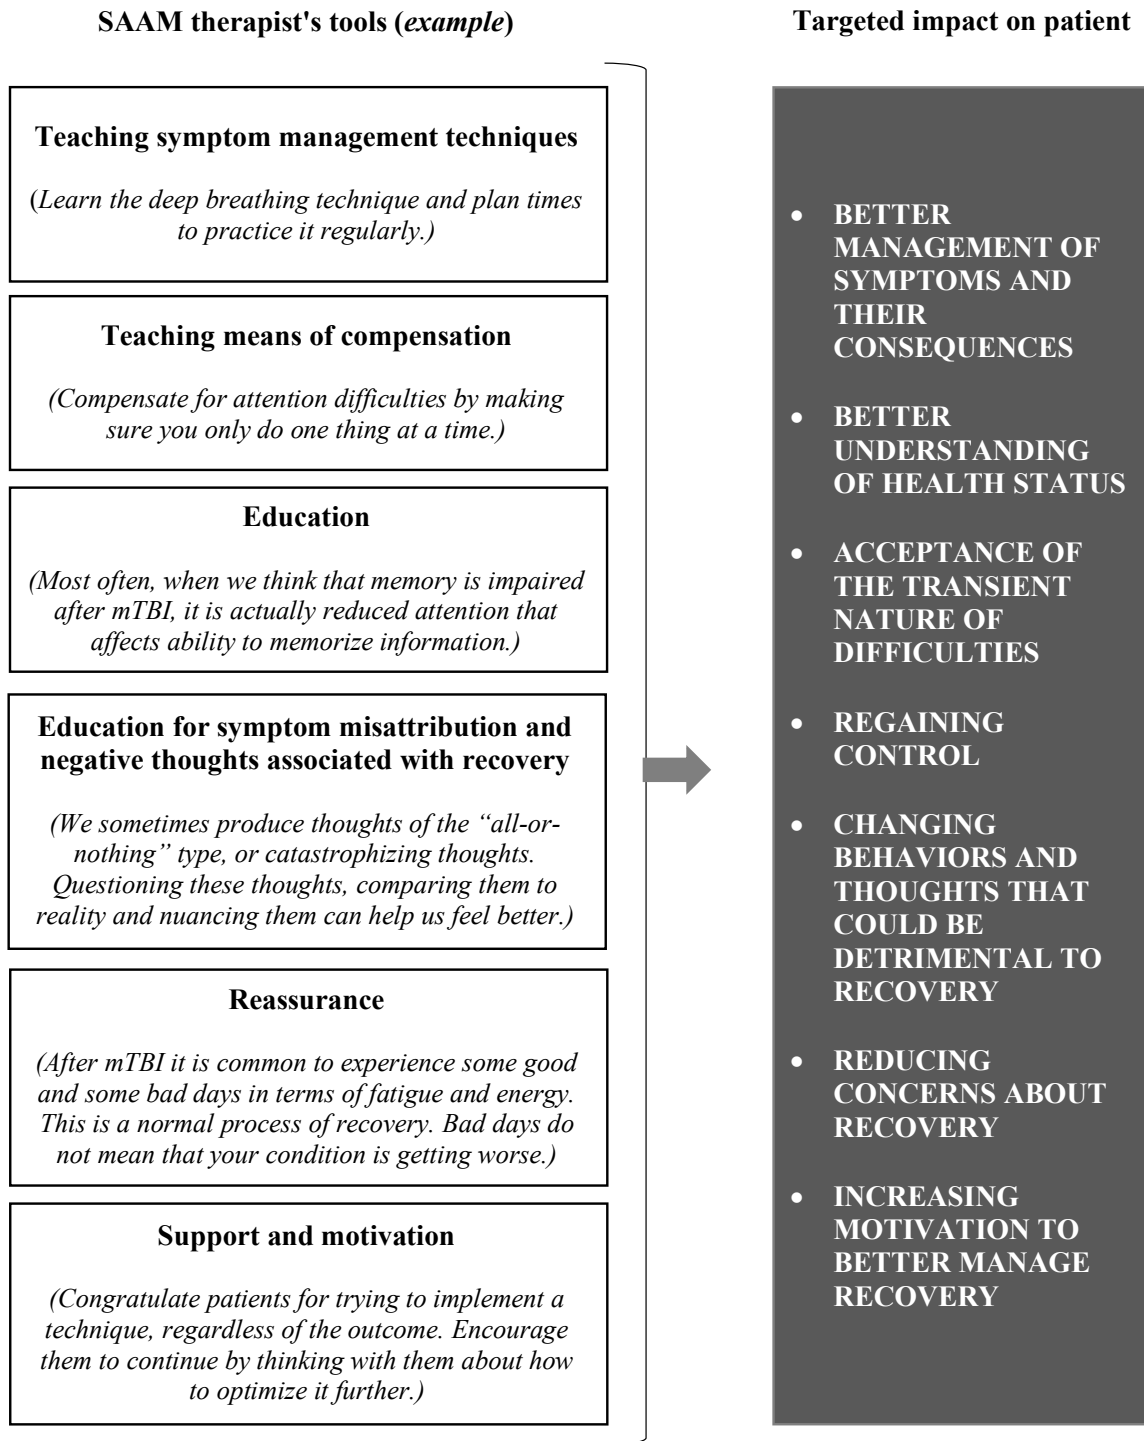 SAAM therapist's tools (example)
Teaching symptom management techniques
(Learn the deep breathing technique and plan times
to practice it regularly.)
Teaching means of compensation
(Compensate for attention difficulties by making
sure you only do one thing at a time.)
Education
(Most often, when we think that memory is impaired
after mTBI, it is actually reduced attention that
affects ability to memorize information.)
Education for symptom misattribution and
negative thoughts associated with recovery
(We sometimes produce thoughts of the “all-or-
nothing” type, or catastrophizing thoughts.
Questioning these thoughts, comparing them to
reality and nuancing them can help us feel better.)
Reassurance
(After mTBI it is common to experience some good
and some bad days in terms of fatigue and energy.
This is a normal process of recovery. Bad days do
not mean that your condition is getting worse.)
Support and motivation
(Congratulate patients for trying to implement a
technique, regardless of the outcome. Encourage
them to continue by thinking with them about how
to optimize it further.)
Targeted impact on patient
• BETTER
MANAGEMENT OF
SYMPTOMS AND
THEIR
CONSEQUENCES
• BETTER
UNDERSTANDING
OF HEALTH STATUS
• ACCEPTANCE OF
THE TRANSIENT
NATURE OF
DIFFICULTIES
• REGAINING
CONTROL
• CHANGING
BEHAVIORS AND
THOUGHTS THAT
COULD BE
DETRIMENTAL TO
RECOVERY
• REDUCING
CONCERNS ABOUT
RECOVERY
• INCREASING
MOTIVATION TO
BETTER MANAGE
RECOVERY